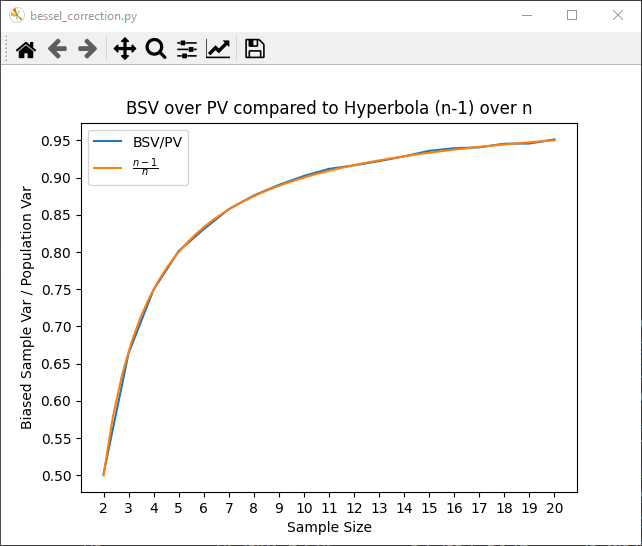 bessel_correction.py
BSV over PV compared to Hyperbola (n-1) over n
BSV/PV
n − 1
n
Biased Sample Var / Population Var
0.95
0.90
0.85
0.80
0.75
0.70
0.65
0.60
0.55
0.50
2 3 4 5 6 7 8 9 10 11 12 13 14 15 16 17 18 19 20
Sample Size